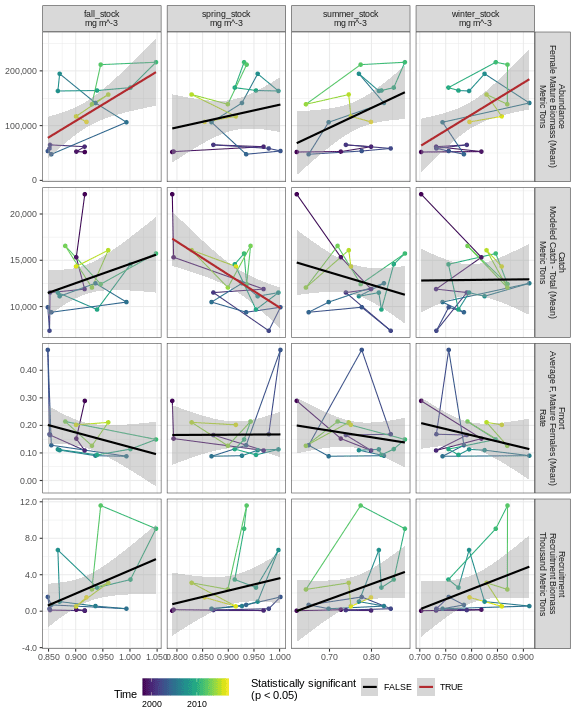 fall_stock
mg m^-3
spring_stock
mg m^-3
summer_stock
mg m^-3
winter_stock
mg m^-3
200,000
100,000
0
Abundance
Female Mature Biomass (Mean)
Metric Tons
20,000
15,000
10,000
Catch
Modeled Catch - Total (Mean)
Metric Tons
0.40
0.30
0.20
0.10
0.00
Fmort
Average F, Mature Females (Mean)
Rate
12.0
8.0
4.0
0.0
-4.0
Recruitment
Recruitment Biomass
Thousand Metric Tons
0.850 0.900 0.950 1.000 1.050
0.800 0.850 0.900 0.950 1.000
0.70 0.80
0.700 0.750 0.800 0.850 0.900
Time
2000 2010
Statistically significant
(p < 0.05)
FALSE
TRUE